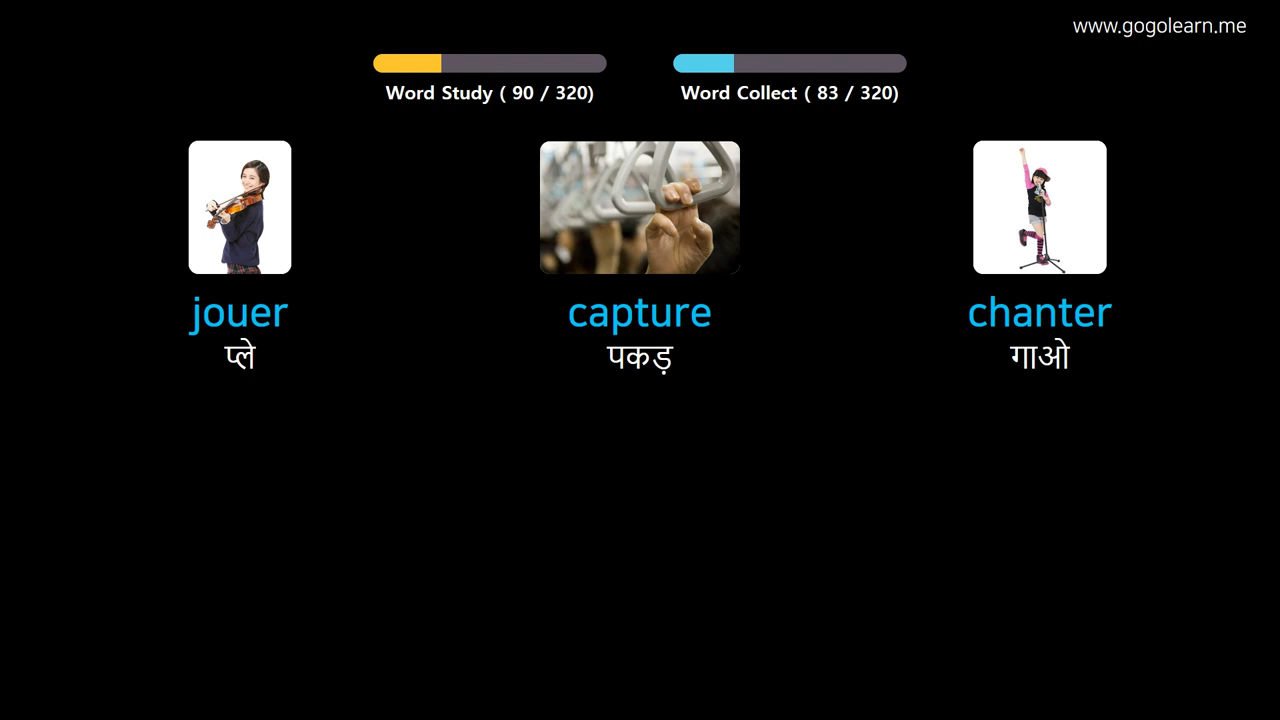 www.gogolearn.me
Word Study ( 90 / 320)
Word Collect ( 83 / 320)
jouer
capture
chanter
प्ले
पकड़
गाओ